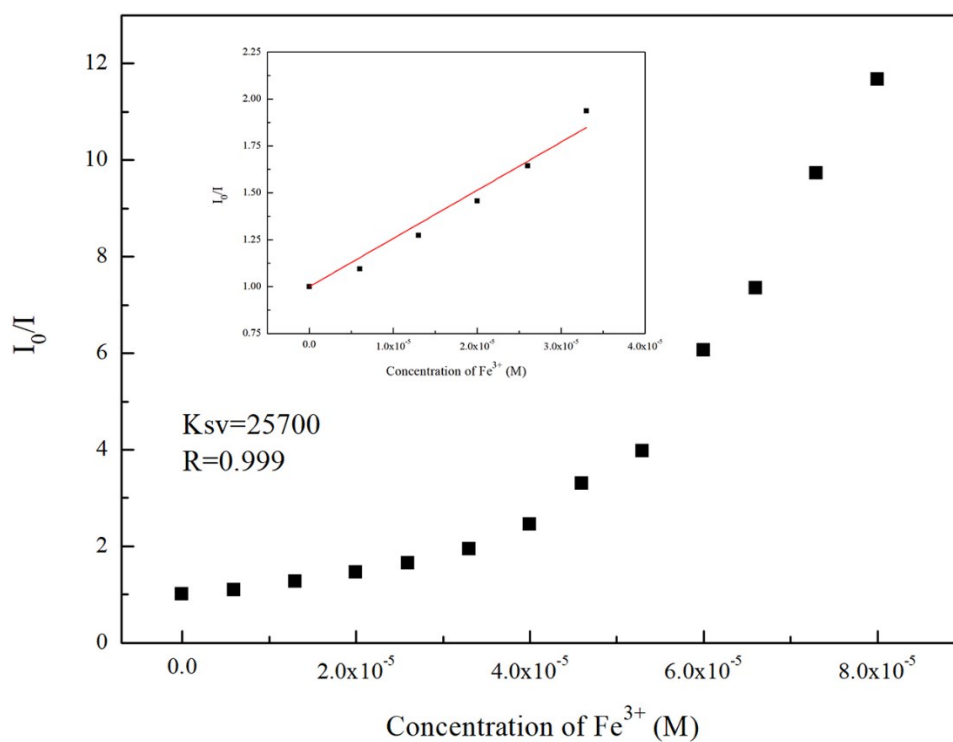 12
10
8
6
4
2
0
I₀/I
2.25
2.00
1.75
1.50
1.25
1.00
0.75
I₀/I
0.0 1.0x10⁻⁵ 2.0x10⁻⁵ 3.0x10⁻⁵ 4.0x10⁻⁵
Concentration of Fe³⁺ (M)
Ksv=25700
R=0.999
0.0 2.0x10⁻⁵ 4.0x10⁻⁵ 6.0x10⁻⁵ 8.0x10⁻⁵
Concentration of Fe³⁺ (M)